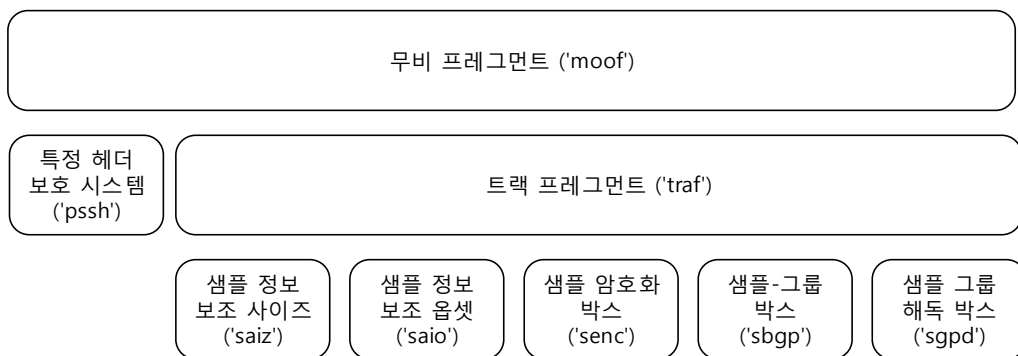 무비 프레그먼트 ('moof')
특정 헤더
보호 시스템
('pssh')
트랙 프레그먼트 ('traf')
샘플 정보
보조 사이즈
('saiz')
샘플 정보
보조 옵셋
('saio')
샘플 암호화
박스
('senc')
샘플-그룹
박스
('sbgp')
샘플 그룹
해독 박스
('sgpd')